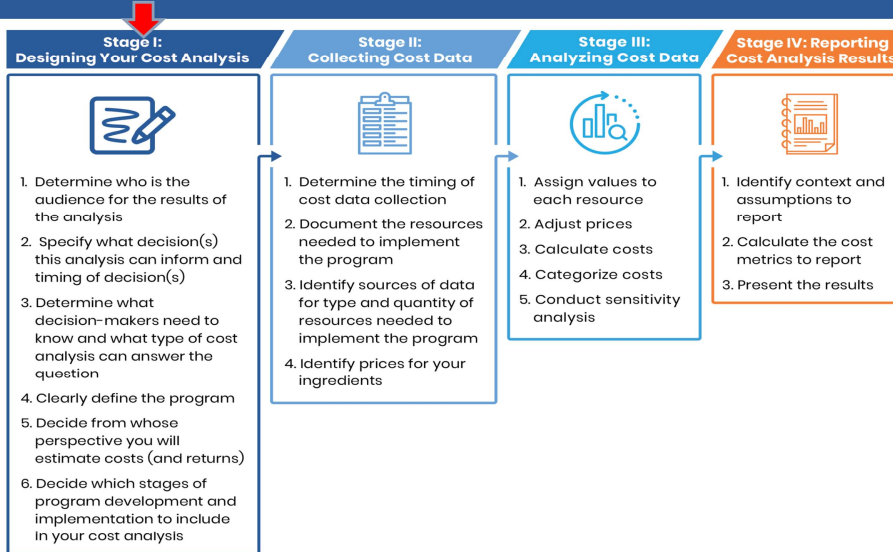 Stage I:
Designing Your Cost Analysis
1. Determine who is the
audience for the results of
the analysis
2. Specify what decision(s)
this analysis can inform and
timing of decision(s)
3. Determine what
decision-makers need to
know and what type of cost
analysis can answer the
question
4. Clearly define the program
5. Decide from whose
perspective you will
estimate costs (and returns)
6. Decide which stages of
program development and
implementation to include
in your cost analysis
Stage II:
Collecting Cost Data
1. Determine the timing of
cost data collection
2. Document the resources
needed to implement
the program
3. Identify sources of data
for type and quantity of
resources needed to
implement the program
4. Identify prices for your
ingredients
Stage III:
Analyzing Cost Data
1. Assign values to
each resource
2. Adjust prices
3. Calculate costs
4. Categorize costs
5. Conduct sensitivity
analysis
Stage IV: Reporting
Cost Analysis Results
1. Identify context and
assumptions to
report
2. Calculate the cost
metrics to report
3. Present the results